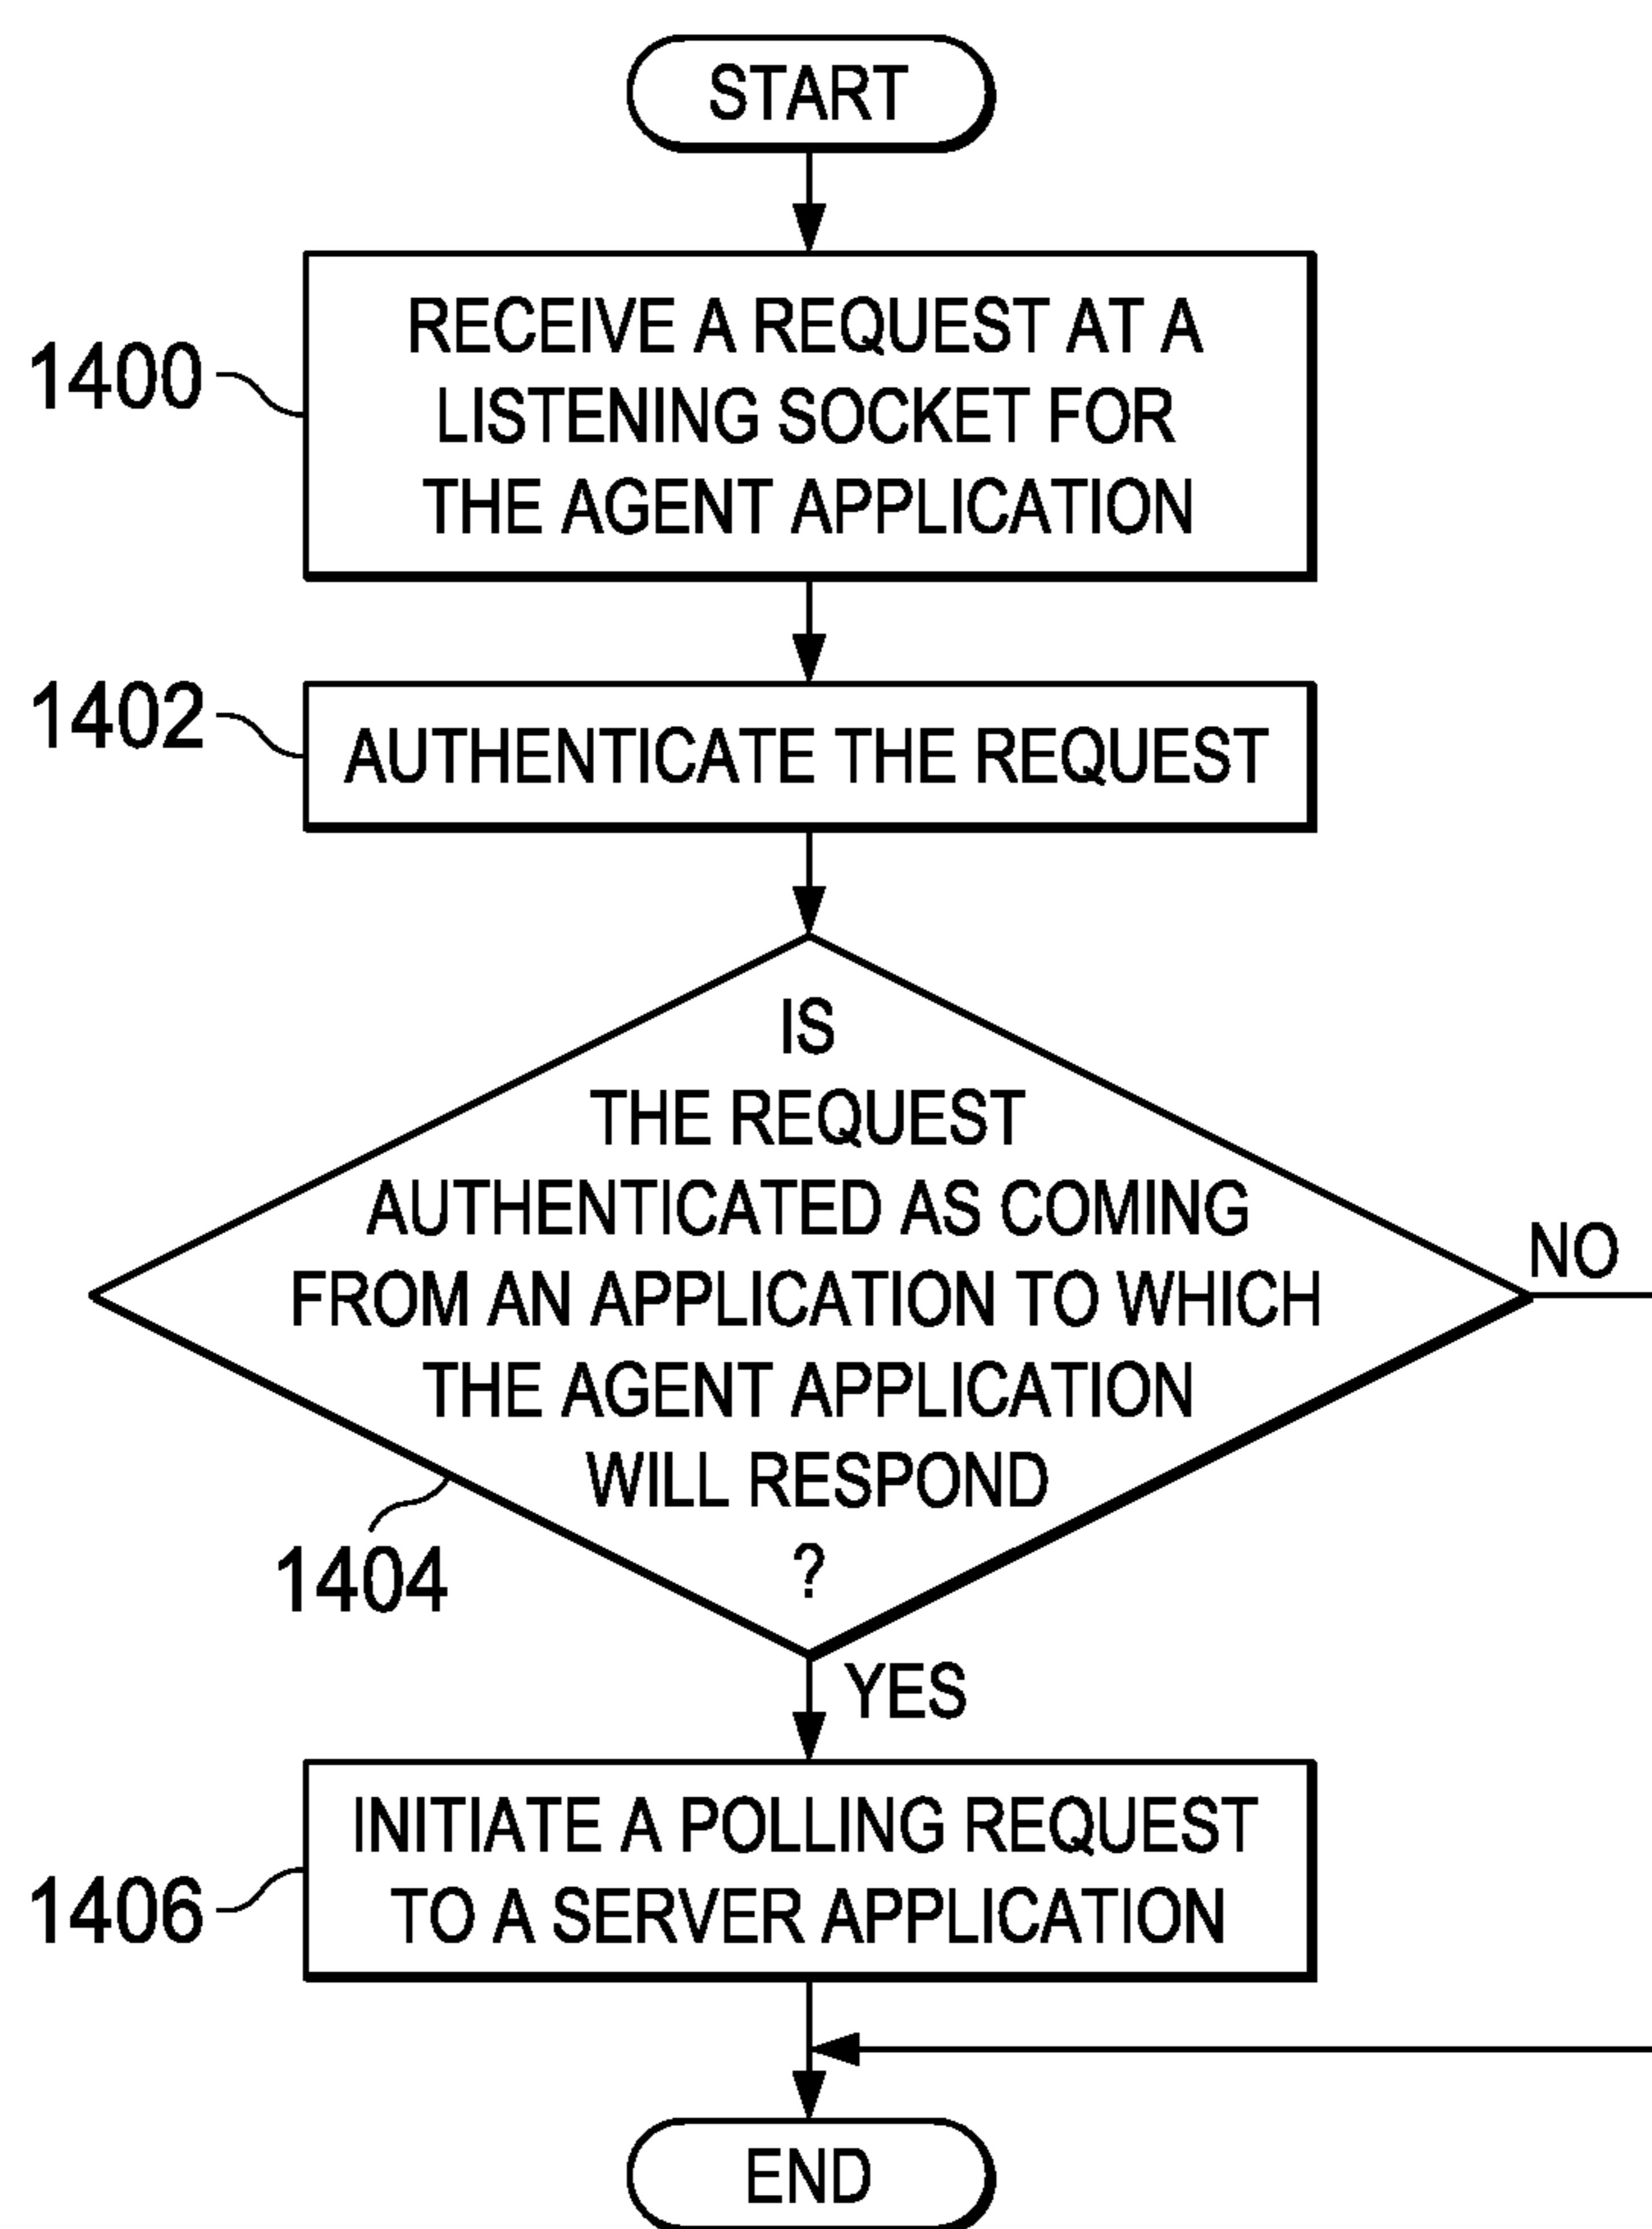 START
1400
RECEIVE A REQUEST AT A
LISTENING SOCKET FOR
THE AGENT APPLICATION
1402
AUTHENTICATE THE REQUEST
IS
THE REQUEST
AUTHENTICATED AS COMING
FROM AN APPLICATION TO WHICH
THE AGENT APPLICATION
WILL RESPOND
?
NO
1404
YES
1406
INITIATE A POLLING REQUEST
TO A SERVER APPLICATION
END